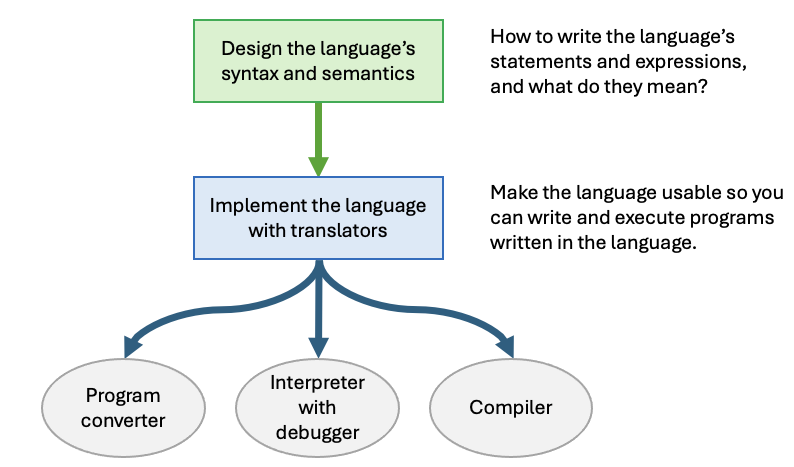 Design the language’s
syntax and semantics
How to write the language’s
statements and expressions,
and what do they mean?
Implement the language
with translators
Make the language usable so you
can write and execute programs
written in the language.
Program
converter
Interpreter
with
debugger
Compiler